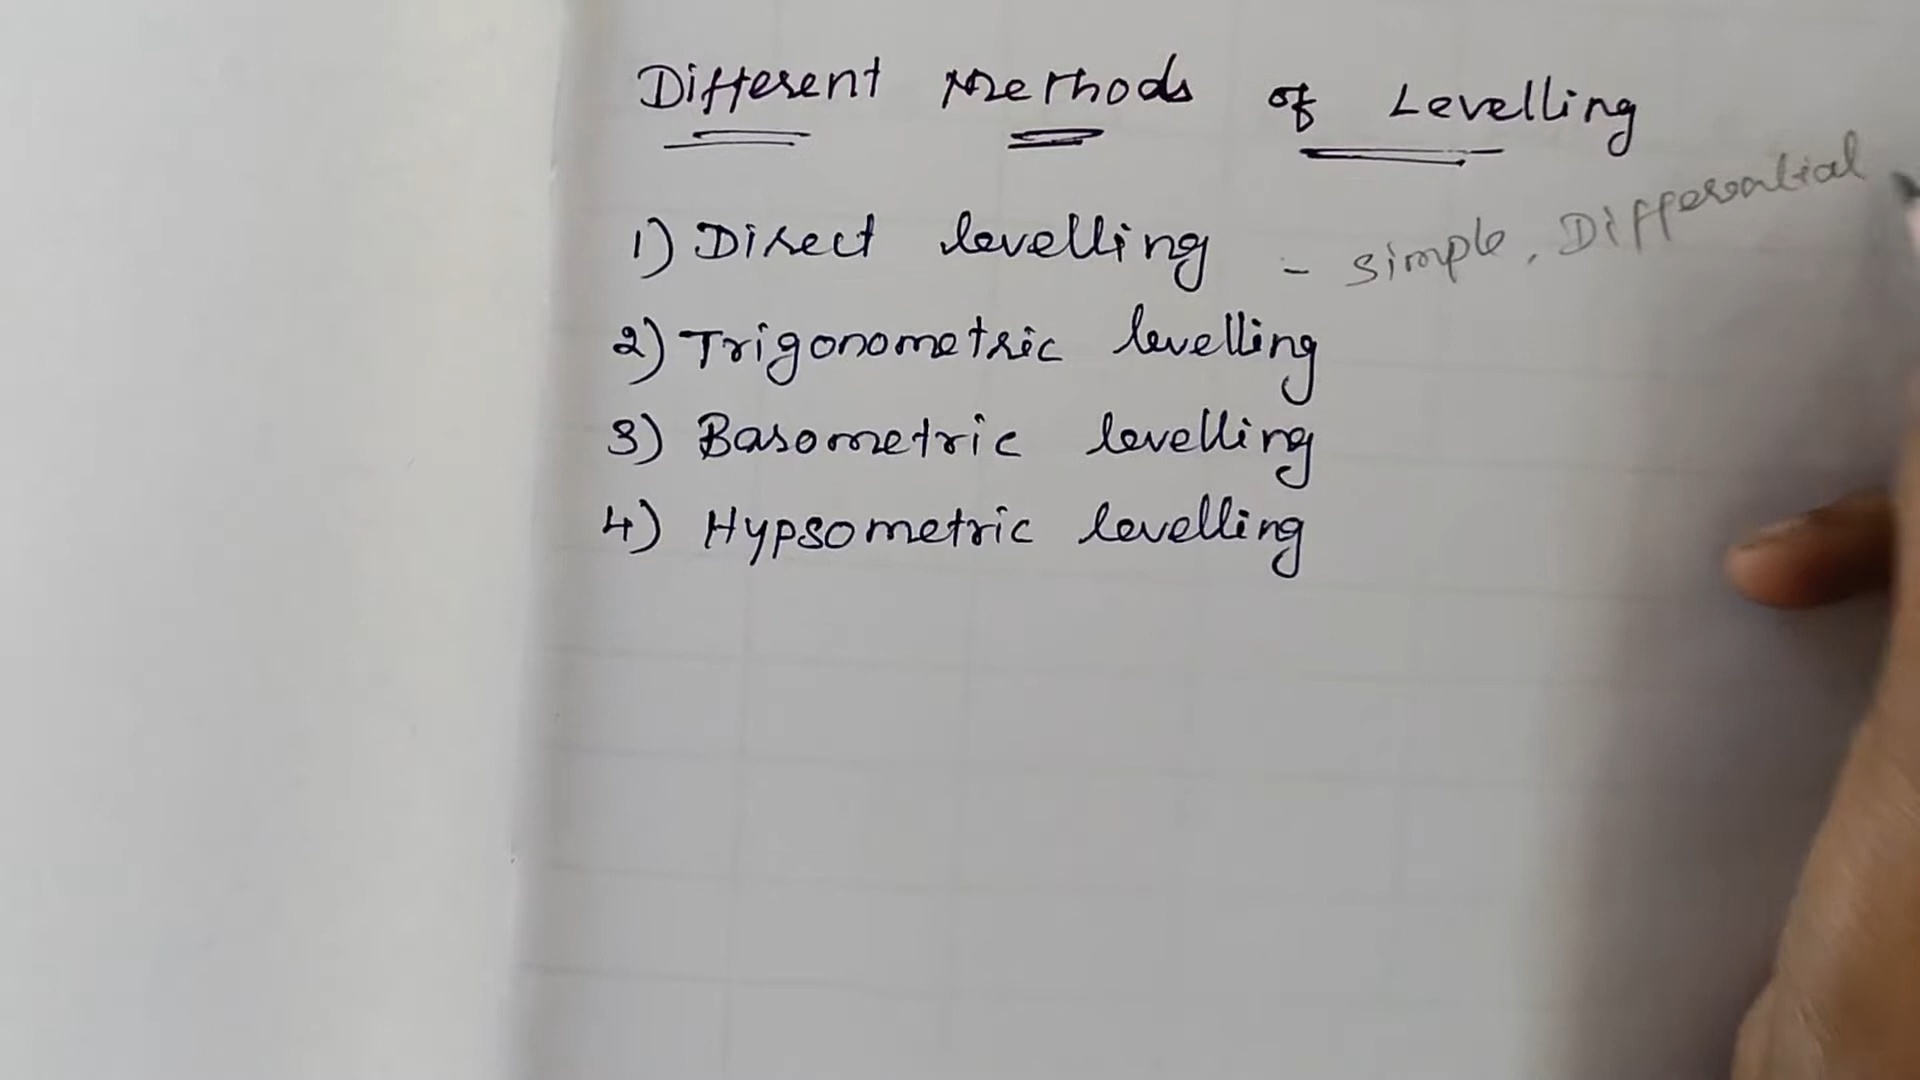 Different Methods of Levelling
1) Direct levelling - simple, Differential
2) Trigonometric levelling
3) Barometric levelling
4) Hypsometric levelling